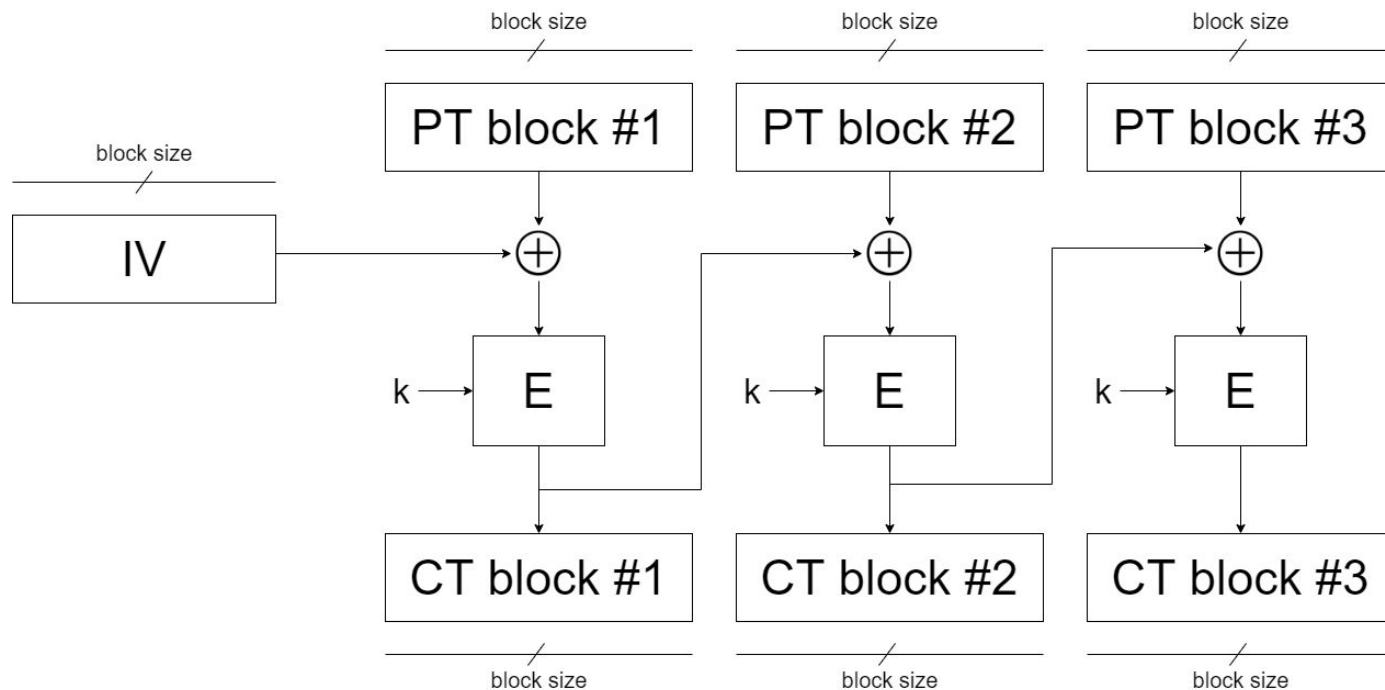 block size
block size
block size
PT block #1
PT block #2
PT block #3
block size
IV
k
E
k
E
k
E
CT block #1
CT block #2
CT block #3
block size
block size
block size